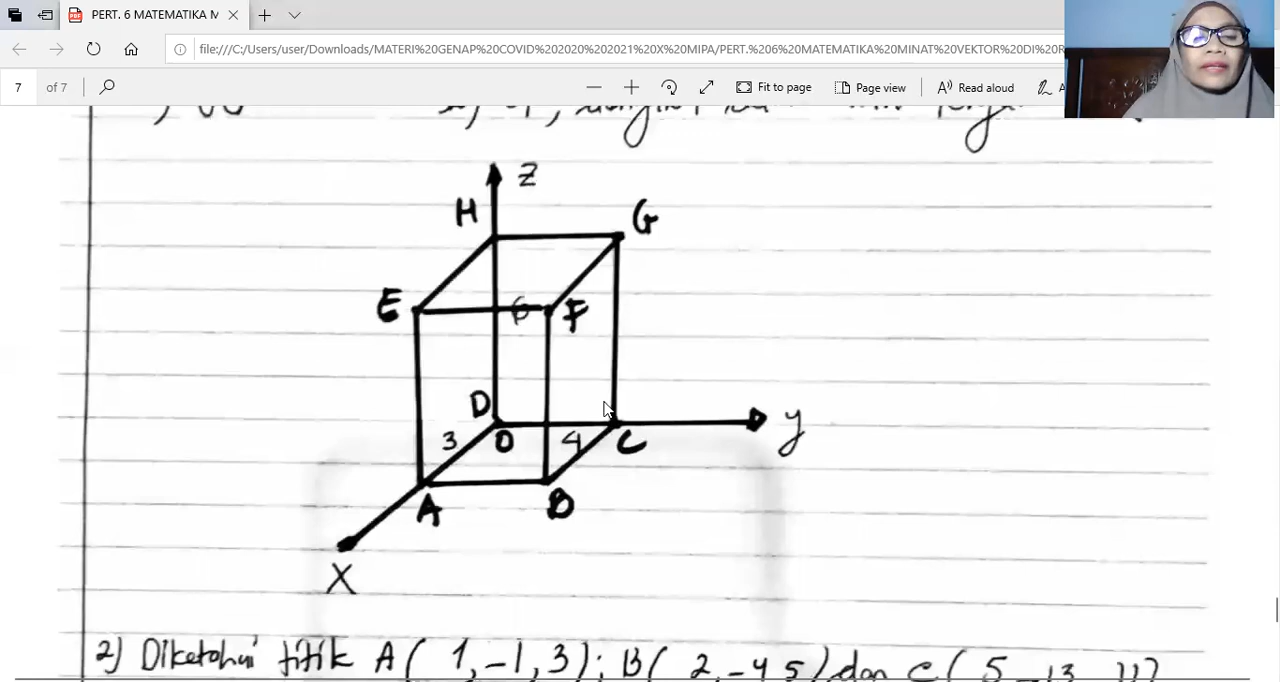 PERT. 6 MATEMATIKA M
file:///C:/Users/user/Downloads/MATERI%20GENAP%20COVID%202020%202021%20X%20MIPA/PERT.%206%20MATEMATIKA%20MINAT%20VEKTOR%20DI%20R
7 of 7 Fit to page Page view Read aloud
Z
H G
E 6 F
D
3 O 4 C y
A B
X
2) Diketahui titik A( 1,-1,3); B( 2,-4 5) dan C( 5 -13 11)